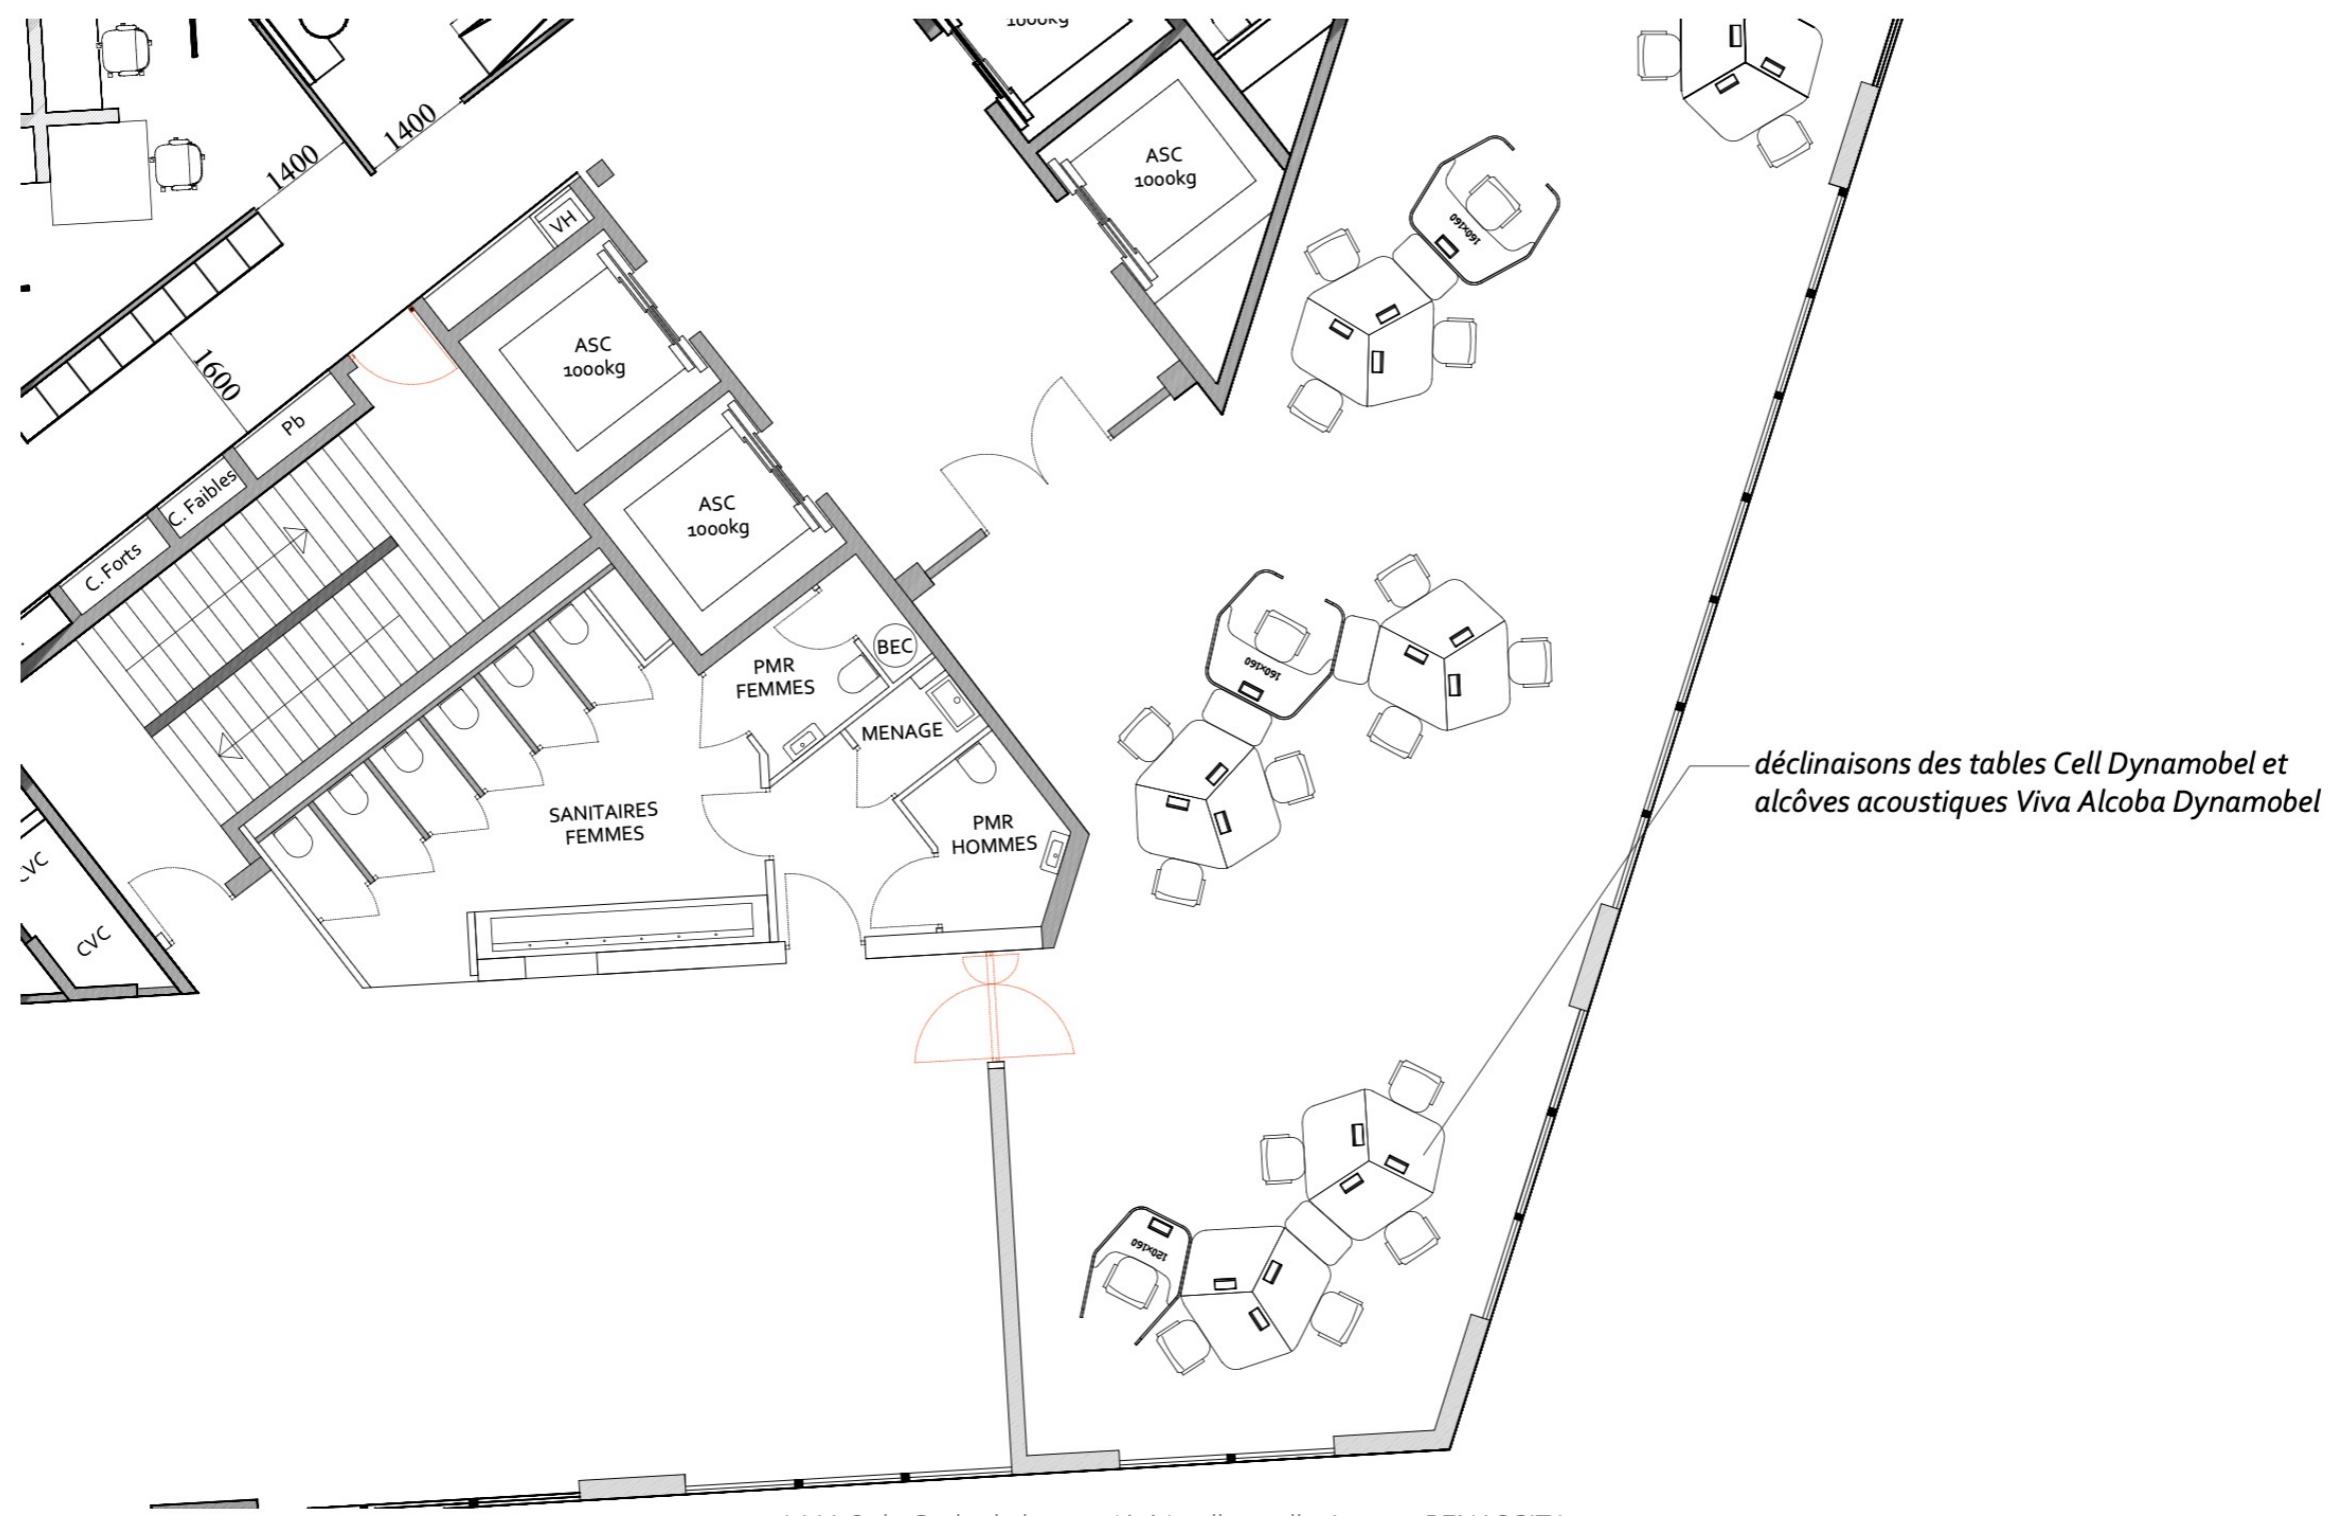 1000kg
1400
1400
ASC
1000kg
VH
160x160
1600
ASC
1000kg
Pb
C. Faibles
C. Forts
ASC
1000kg
BEC
PMR
FEMMES
160x160
MENAGE
déclinaisons des tables Cell Dynamobel et
alcôves acoustiques Viva Alcoba Dynamobel
SANITAIRES
FEMMES
PMR
HOMMES
CVC
CVC
120x160